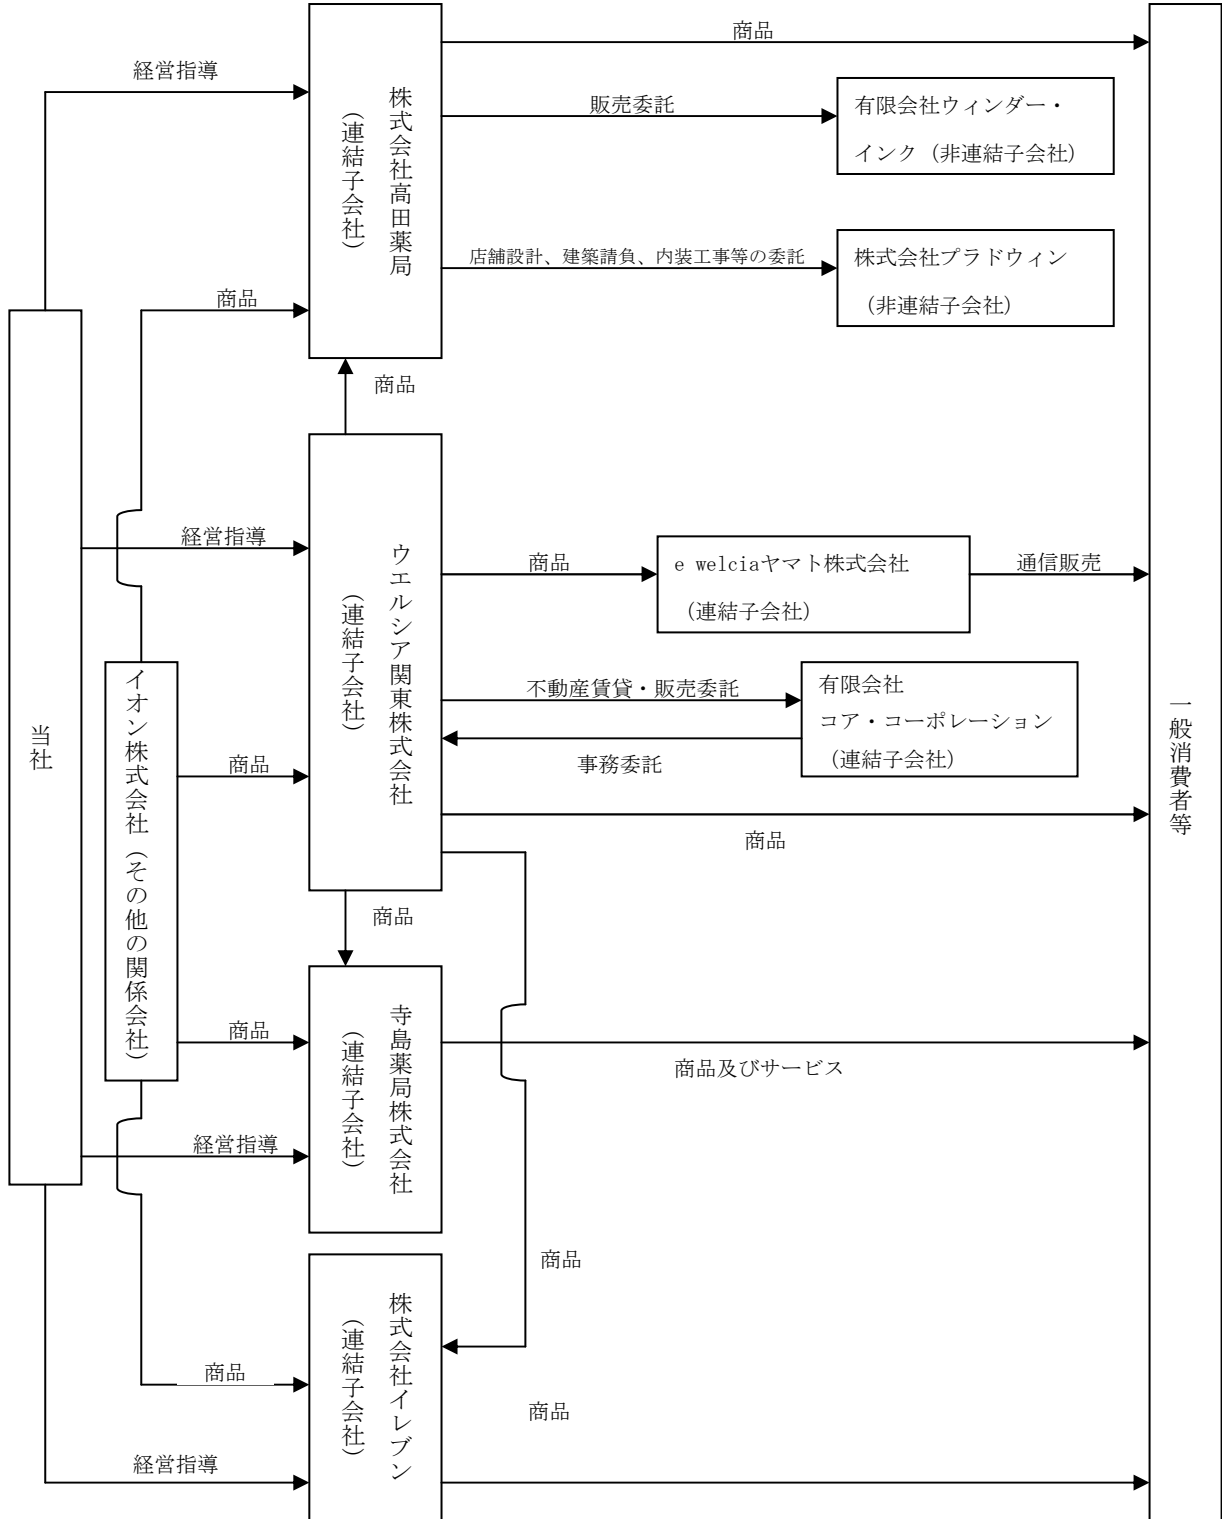 商品
経営指導
株式会社高田薬局
（連結子会社）
販売委託
有限会社ウィンダー・
インク（非連結子会社）
店舗設計、建築請負、内装工事等の委託
株式会社プラドウィン
（非連結子会社）
商品
商品
経営指導
ウエルシア関東株式会社
（連結子会社）
商品
e welciaヤマト株式会社
（連結子会社）
通信販売
当社
イオン株式会社（その他の関係会社）
不動産賃貸・販売委託
有限会社
コア・コーポレーション
（連結子会社）
事務委託
商品
商品
一般消費者等
商品
寺島薬局株式会社
（連結子会社）
商品
商品及びサービス
経営指導
商品
株式会社イレブン
（連結子会社）
商品
商品
経営指導